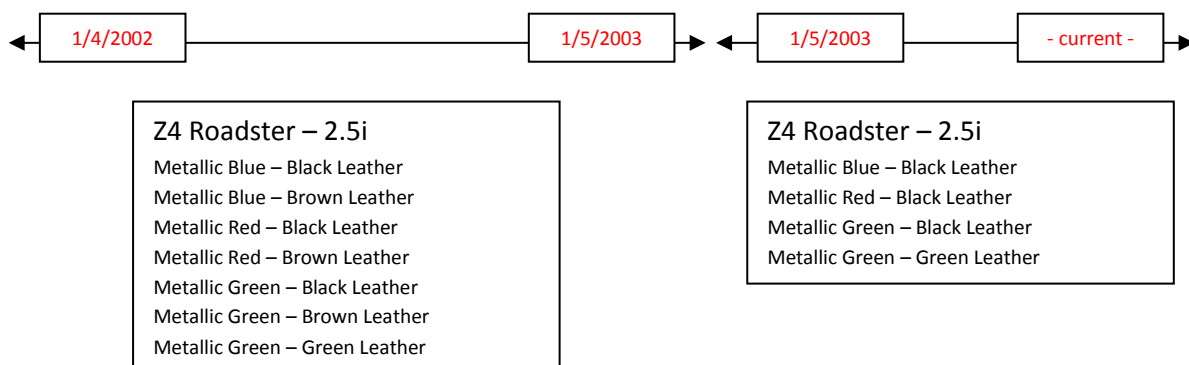 1/4/2002
1/5/2003
1/5/2003
- current -
Z4 Roadster – 2.5i
Metallic Blue – Black Leather
Metallic Blue – Brown Leather
Metallic Red – Black Leather
Metallic Red – Brown Leather
Metallic Green – Black Leather
Metallic Green – Brown Leather
Metallic Green – Green Leather
Z4 Roadster – 2.5i
Metallic Blue – Black Leather
Metallic Red – Black Leather
Metallic Green – Black Leather
Metallic Green – Green Leather